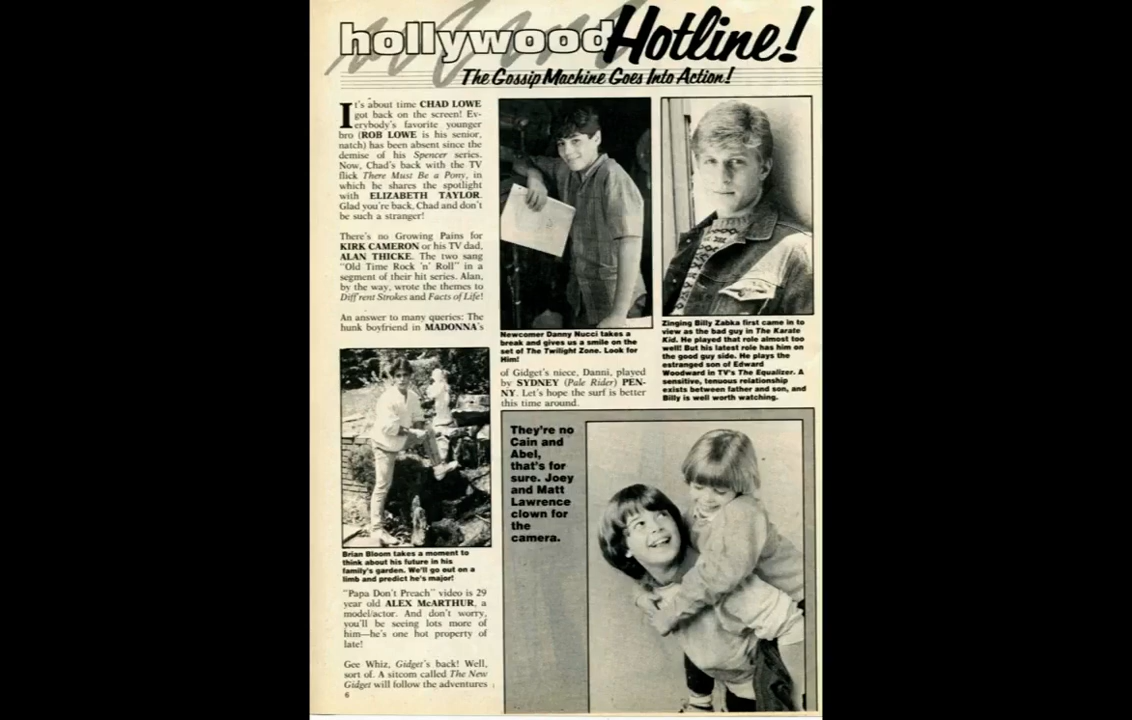 hollywood Hotline!
The Gossip Machine Goes Into Action!
It's about time CHAD LOWE
got back on the screen! Ev-
erybody's favorite younger
bro (ROB LOWE is his senior,
natch) has been absent since the
demise of his Spencer series.
Now, Chad's back with the TV
flick There Must Be a Pony, in
which he shares the spotlight
with ELIZABETH TAYLOR.
Glad you're back, Chad and don't
be such a stranger!
There's no Growing Pains for
KIRK CAMERON or his TV dad,
ALAN THICKE. The two sang
"Old Time Rock 'n' Roll" in a
segment of their hit series. Alan,
by the way, wrote the themes to
Diff'rent Strokes and Facts of Life!
An answer to many queries: The
hunk boyfriend in MADONNA's
Brian Bloom takes a moment to
think about his future in his
family's garden. We'll go out on a
limb and predict he's major!
"Papa Don't Preach" video is 29
year old ALEX McARTHUR, a
model/actor. And don't worry,
you'll be seeing lots more of
him—he's one hot property of
late!
Gee Whiz, Gidget's back! Well,
sort of. A sitcom called The New
Gidget will follow the adventures
6
Newcomer Danny Nucci takes a
break and gives us a smile on the
set of The Twilight Zone. Look for
Him!
of Gidget's niece, Danni, played
by SYDNEY (Pale Rider) PEN-
NY. Let's hope the surf is better
this time around.
Zinging Billy Zabka first came in to
view as the bad guy in The Karate
Kid. He played that role almost too
well! But his latest role has him on
the good guy side. He plays the
estranged son of Edward
Woodward in TV's The Equalizer. A
sensitive, tenuous relationship
exists between father and son, and
Billy is well worth watching.
They're no
Cain and
Abel,
that's for
sure. Joey
and Matt
Lawrence
clown for
the
camera.